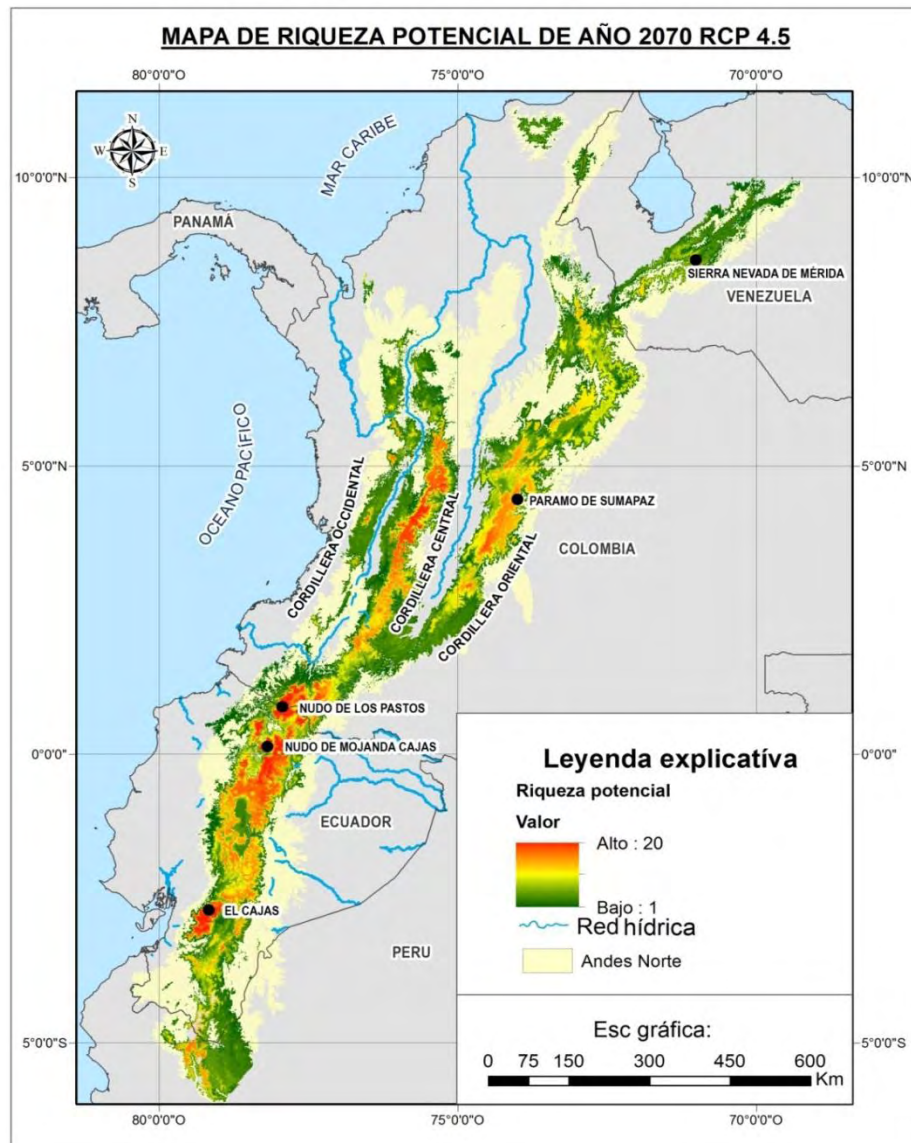 MAPA DE RIQUEZA POTENCIAL DE AÑO 2070 RCP 4.5
80°0'0"O
75°0'0"O
70°0'0"O
N
W
E
S
MAR CARIBE
10°0'0"N
10°0'0"N
PANAMÁ
SIERRA NEVADA DE MÉRIDA
VENEZUELA
OCEANO PACÍFICO
5°0'0"N
5°0'0"N
CORDILLERA OCCIDENTAL
CORDILLERA CENTRAL
CORDILLERA ORIENTAL
PARAMO DE SUMAPAZ
COLOMBIA
NUDO DE LOS PASTOS
NUDO DE MOJANDA CAJAS
0°0'0"
0°0'0"
ECUADOR
EL CAJAS
PERU
Leyenda explicatíva
Riqueza potencial
Valor
Alto : 20
Bajo : 1
Red hídrica
Andes Norte
5°0'0"S
5°0'0"S
Esc gráfica:
0 75 150 300 450 600
Km
80°0'0"O
75°0'0"O
70°0'0"O